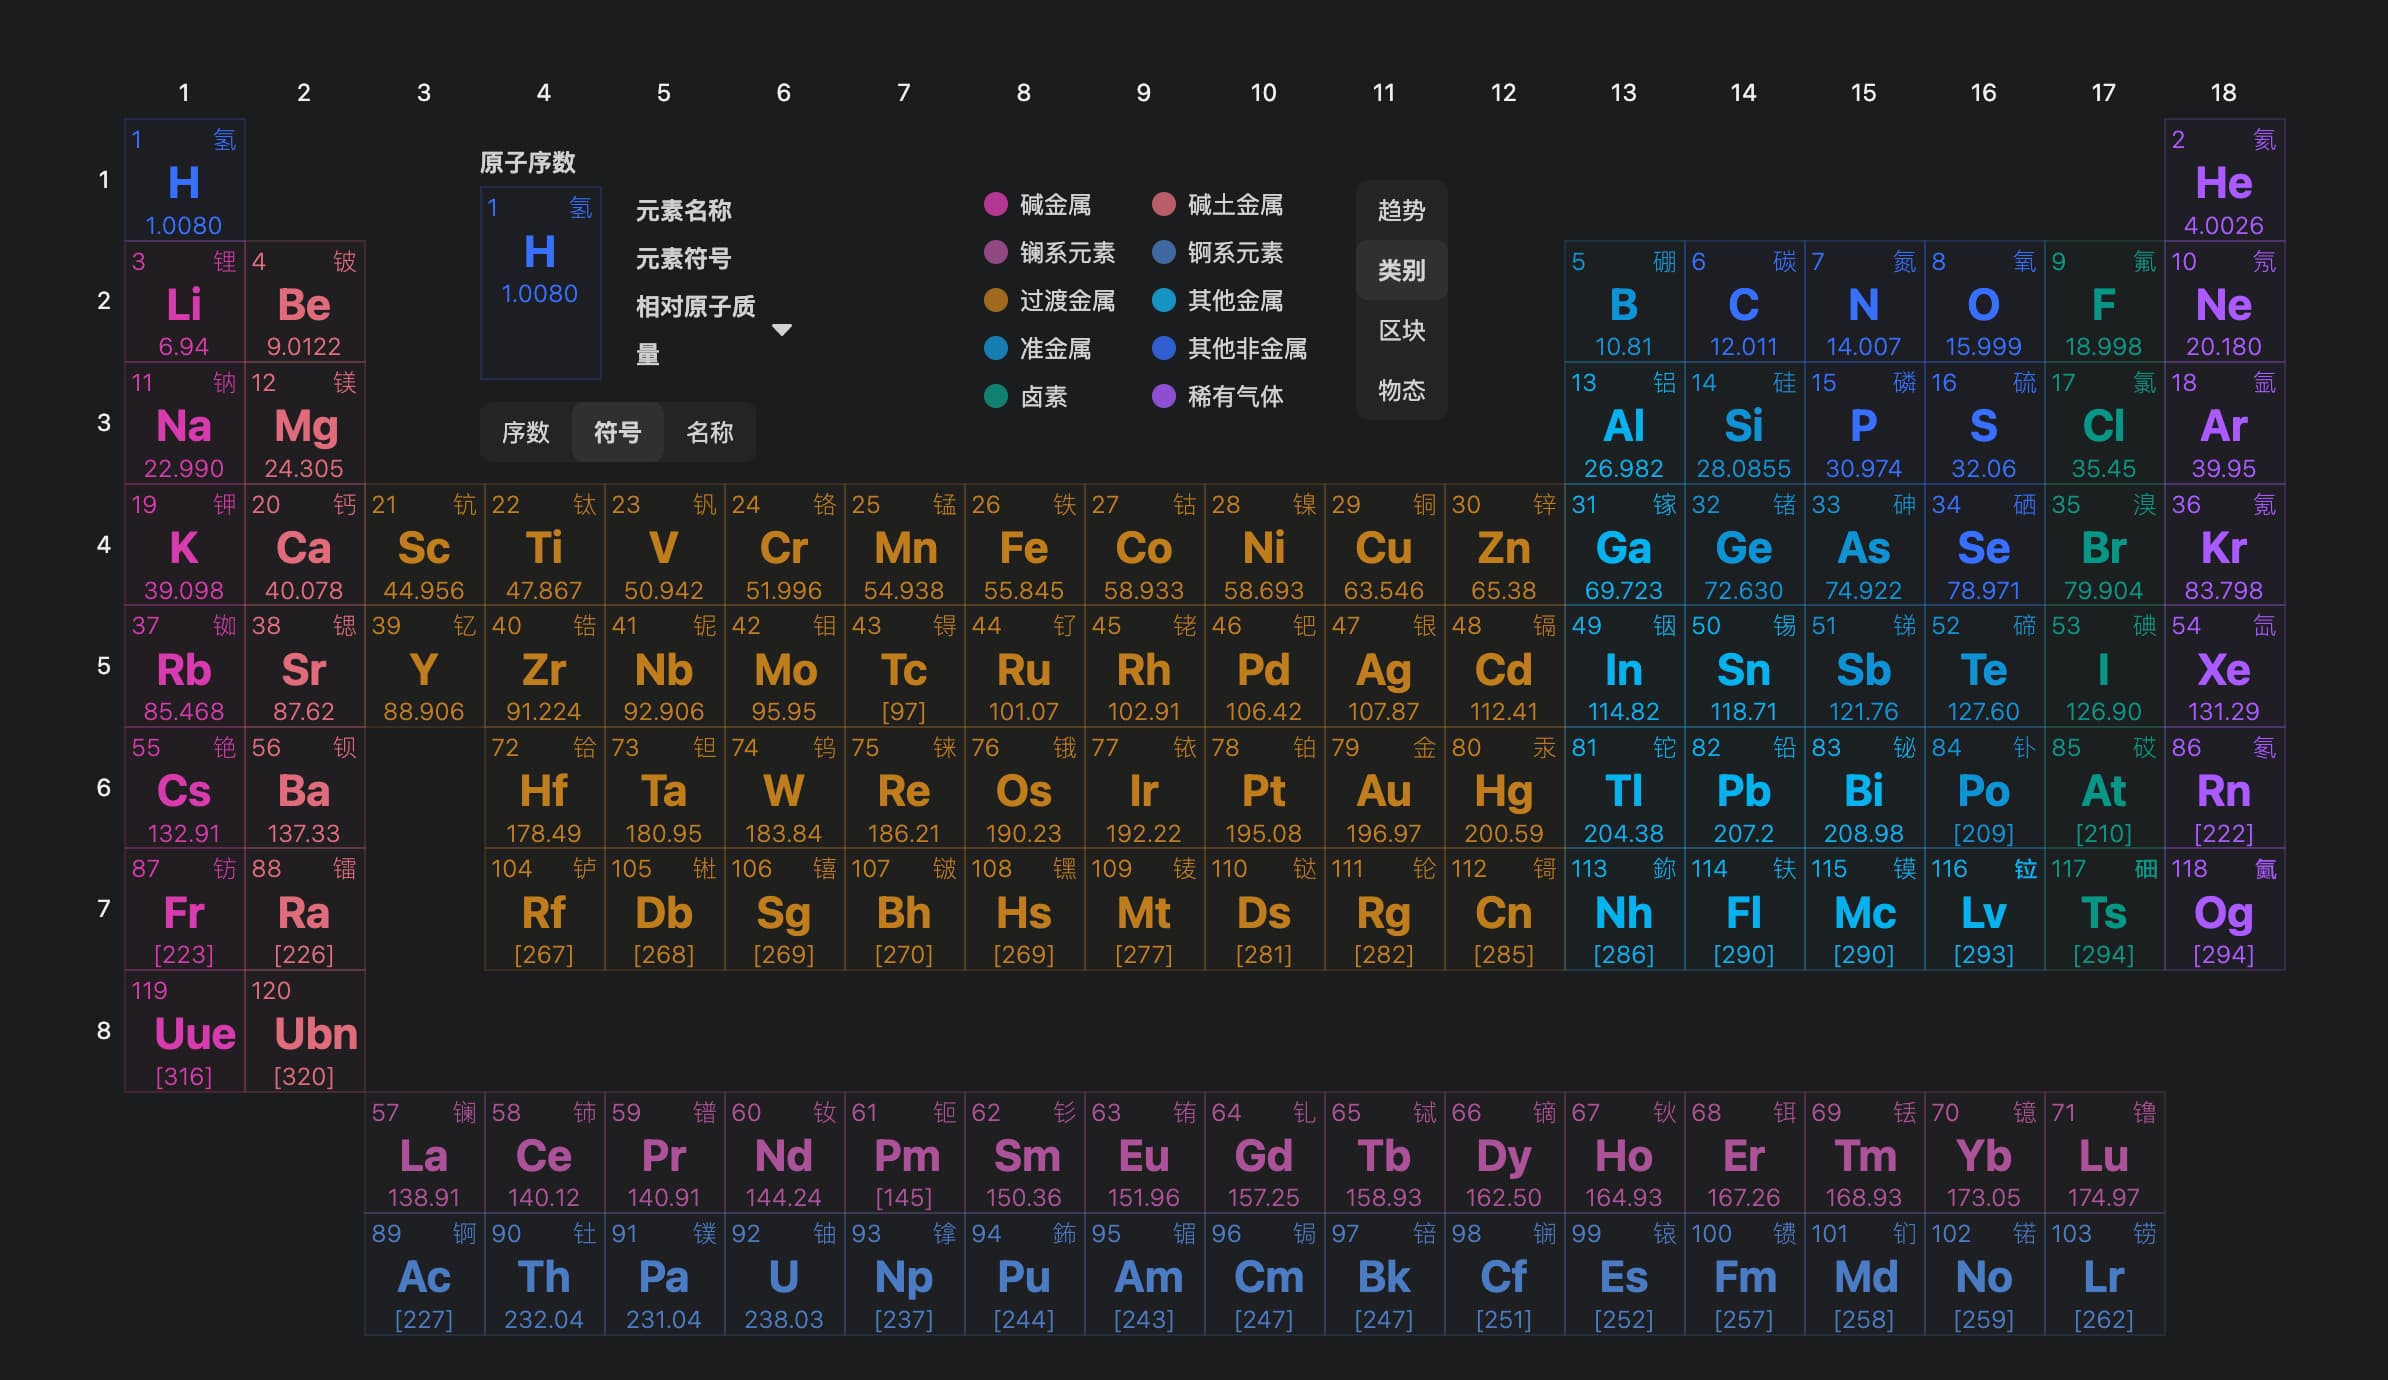 1 2 3 4 5 6 7 8 9 10 11 12 13 14 15 16 17 18
1
1 氢 H 1.0080
2 氦 He 4.0026
原子序数
1 氢 H 1.0080
元素名称
元素符号
相对原子质
量
序数 符号 名称
碱金属 碱土金属
镧系元素 锕系元素
过渡金属 其他金属
准金属 其他非金属
卤素 稀有气体
趋势
类别
区块
物态
2
3 锂 4 铍 5 硼 6 碳 7 氮 8 氧 9 氟 10 氖
Li Be B C N O F Ne
6.94 9.0122 10.81 12.011 14.007 15.999 18.998 20.180
3
11 钠 12 镁 13 铝 14 硅 15 磷 16 硫 17 氯 18 氩
Na Mg Al Si P S Cl Ar
22.990 24.305 26.982 28.0855 30.974 32.06 35.45 39.95
4
19 钾 20 钙 21 钪 22 钛 23 钒 24 铬 25 锰 26 铁 27 钴 28 镍 29 铜 30 锌 31 镓 32 锗 33 砷 34 硒 35 溴 36 氪
K Ca Sc Ti V Cr Mn Fe Co Ni Cu Zn Ga Ge As Se Br Kr
39.098 40.078 44.956 47.867 50.942 51.996 54.938 55.845 58.933 58.693 63.546 65.38 69.723 72.630 74.922 78.971 79.904 83.798
5
37 铷 38 锶 39 钇 40 锆 41 铌 42 钼 43 锝 44 钌 45 铑 46 钯 47 银 48 镉 49 铟 50 锡 51 锑 52 碲 53 碘 54 氙
Rb Sr Y Zr Nb Mo Tc Ru Rh Pd Ag Cd In Sn Sb Te I Xe
85.468 87.62 88.906 91.224 92.906 95.95 [97] 101.07 102.91 106.42 107.87 112.41 114.82 118.71 121.76 127.60 126.90 131.29
6
55 铯 56 钡 72 铪 73 钽 74 钨 75 铼 76 锇 77 铱 78 铂 79 金 80 汞 81 铊 82 铅 83 铋 84 钋 85 砹 86 氡
Cs Ba Hf Ta W Re Os Ir Pt Au Hg Tl Pb Bi Po At Rn
132.91 137.33 178.49 180.95 183.84 186.21 190.23 192.22 195.08 196.97 200.59 204.38 207.2 208.98 [209] [210] [222]
7
87 钫 88 镭 104 𬬻 105 𬭊 106 𬭳 107 𬭛 108 𬭶 109 鿏 110 𫟼 111 𬬭 112 鿔 113 鉨 114 𫓧 115 镆 116 𫟷 117 鿬 118 鿫
Fr Ra Rf Db Sg Bh Hs Mt Ds Rg Cn Nh Fl Mc Lv Ts Og
[223] [226] [267] [268] [269] [270] [269] [277] [281] [282] [285] [286] [290] [290] [293] [294] [294]
8
119 120
Uue Ubn
[316] [320]
57 镧 58 铈 59 镨 60 钕 61 钷 62 钐 63 铕 64 钆 65 铽 66 镝 67 钬 68 铒 69 铥 70 镱 71 镥
La Ce Pr Nd Pm Sm Eu Gd Tb Dy Ho Er Tm Yb Lu
138.91 140.12 140.91 144.24 [145] 150.36 151.96 157.25 158.93 162.50 164.93 167.26 168.93 173.05 174.97
89 锕 90 钍 91 镤 92 铀 93 镎 94 鈽 95 镅 96 锔 97 锫 98 锎 99 锿 100 镄 101 钔 102 锘 103 铹
Ac Th Pa U Np Pu Am Cm Bk Cf Es Fm Md No Lr
[227] 232.04 231.04 238.03 [237] [244] [243] [247] [247] [251] [252] [257] [258] [259] [262]